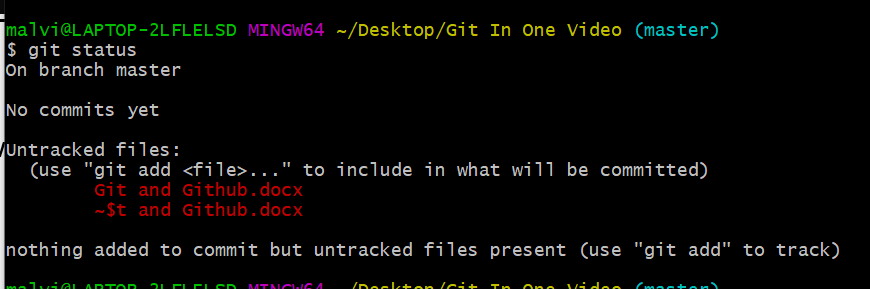 malvi@LAPTOP-2LFLELSD MINGW64 ~/Desktop/Git In One Video (master)
$ git status
On branch master
No commits yet
Untracked files:
(use "git add <file>..." to include in what will be committed)
Git and Github.docx
~$t and Github.docx
nothing added to commit but untracked files present (use "git add" to track)
malvi@LAPTOP-2LFLELSD MINGW64 ~/Desktop/Git In One Video (master)